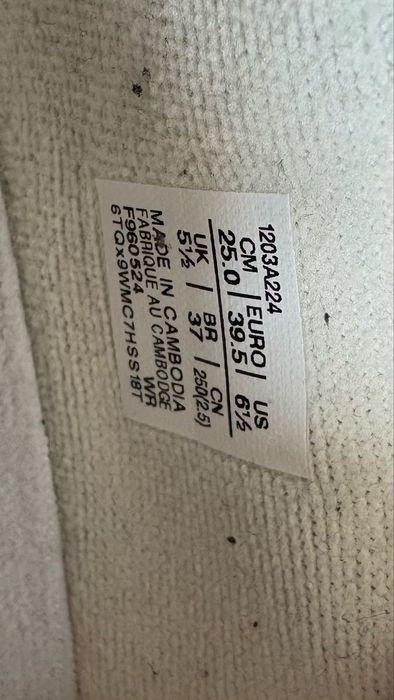 1203A224
CM | EURO | US
25.0 | 39.5 | 6½
UK | BR | CN
5½ | 37 | 250(2.5)
MADE IN CAMBODIA
FABRIQUE AU CAMBODGE
F960524 WR
6TQx9WMC7HSS18T